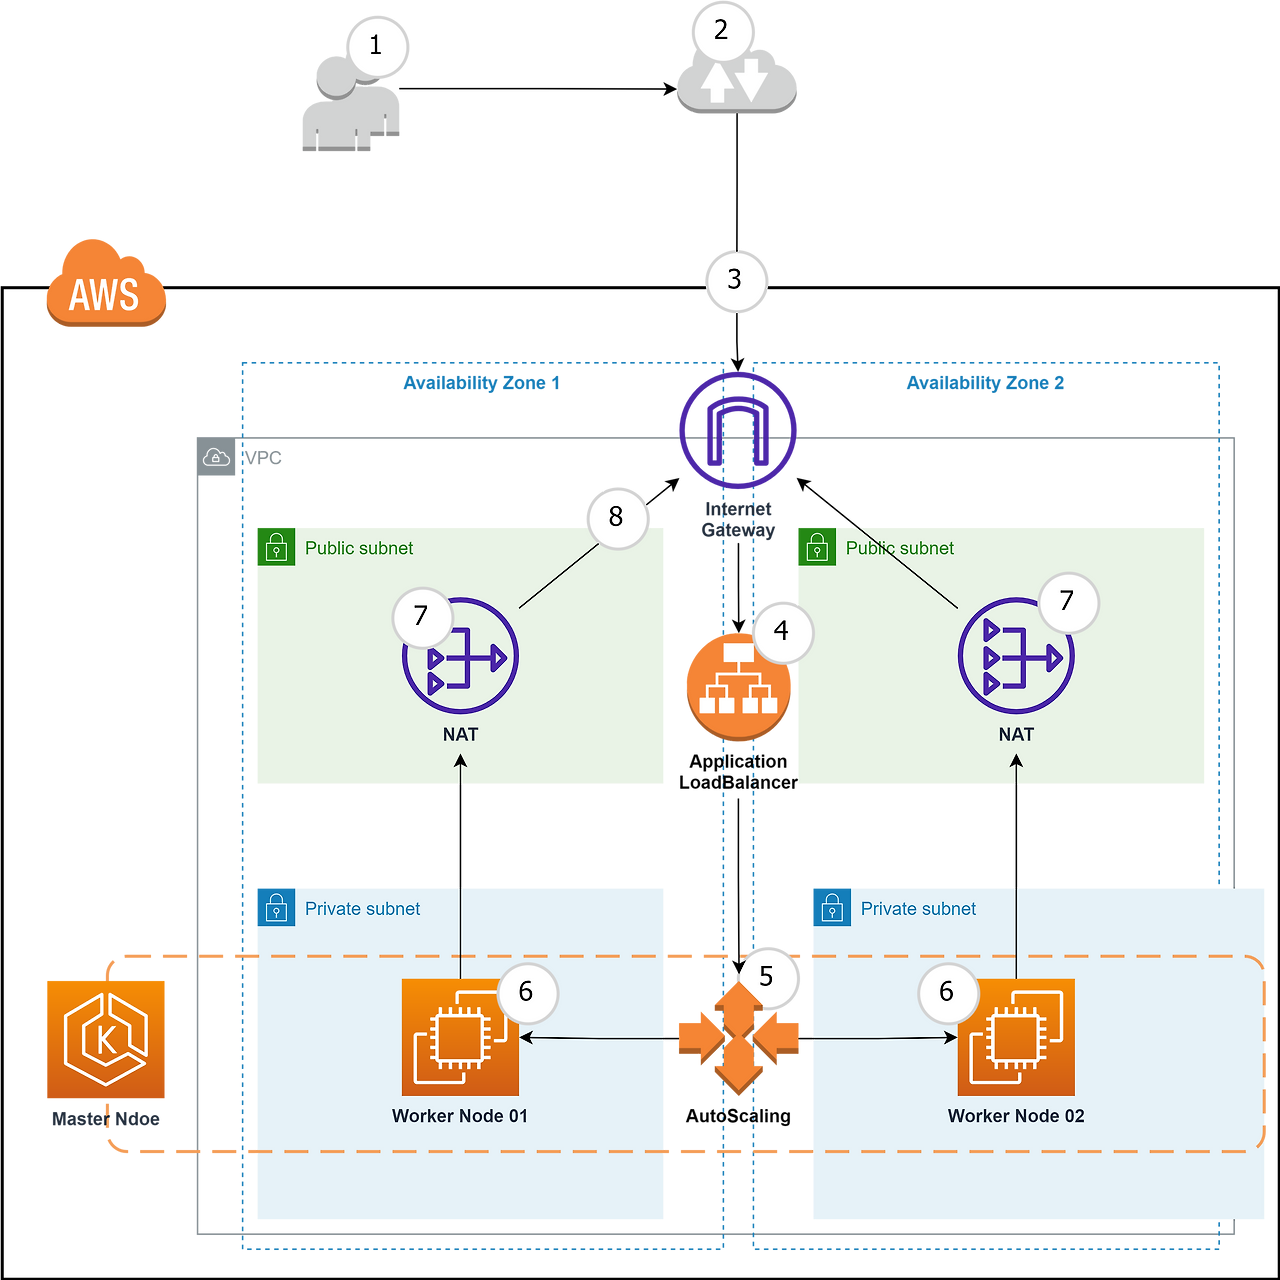 1
2
AWS
3
Availability Zone 1
Availability Zone 2
VPC
Internet
Gateway
8
Public subnet
Public subnet
7
7
4
NAT
NAT
Application
LoadBalancer
Private subnet
Private subnet
5
6
6
K
Master Ndoe
Worker Node 01
AutoScaling
Worker Node 02